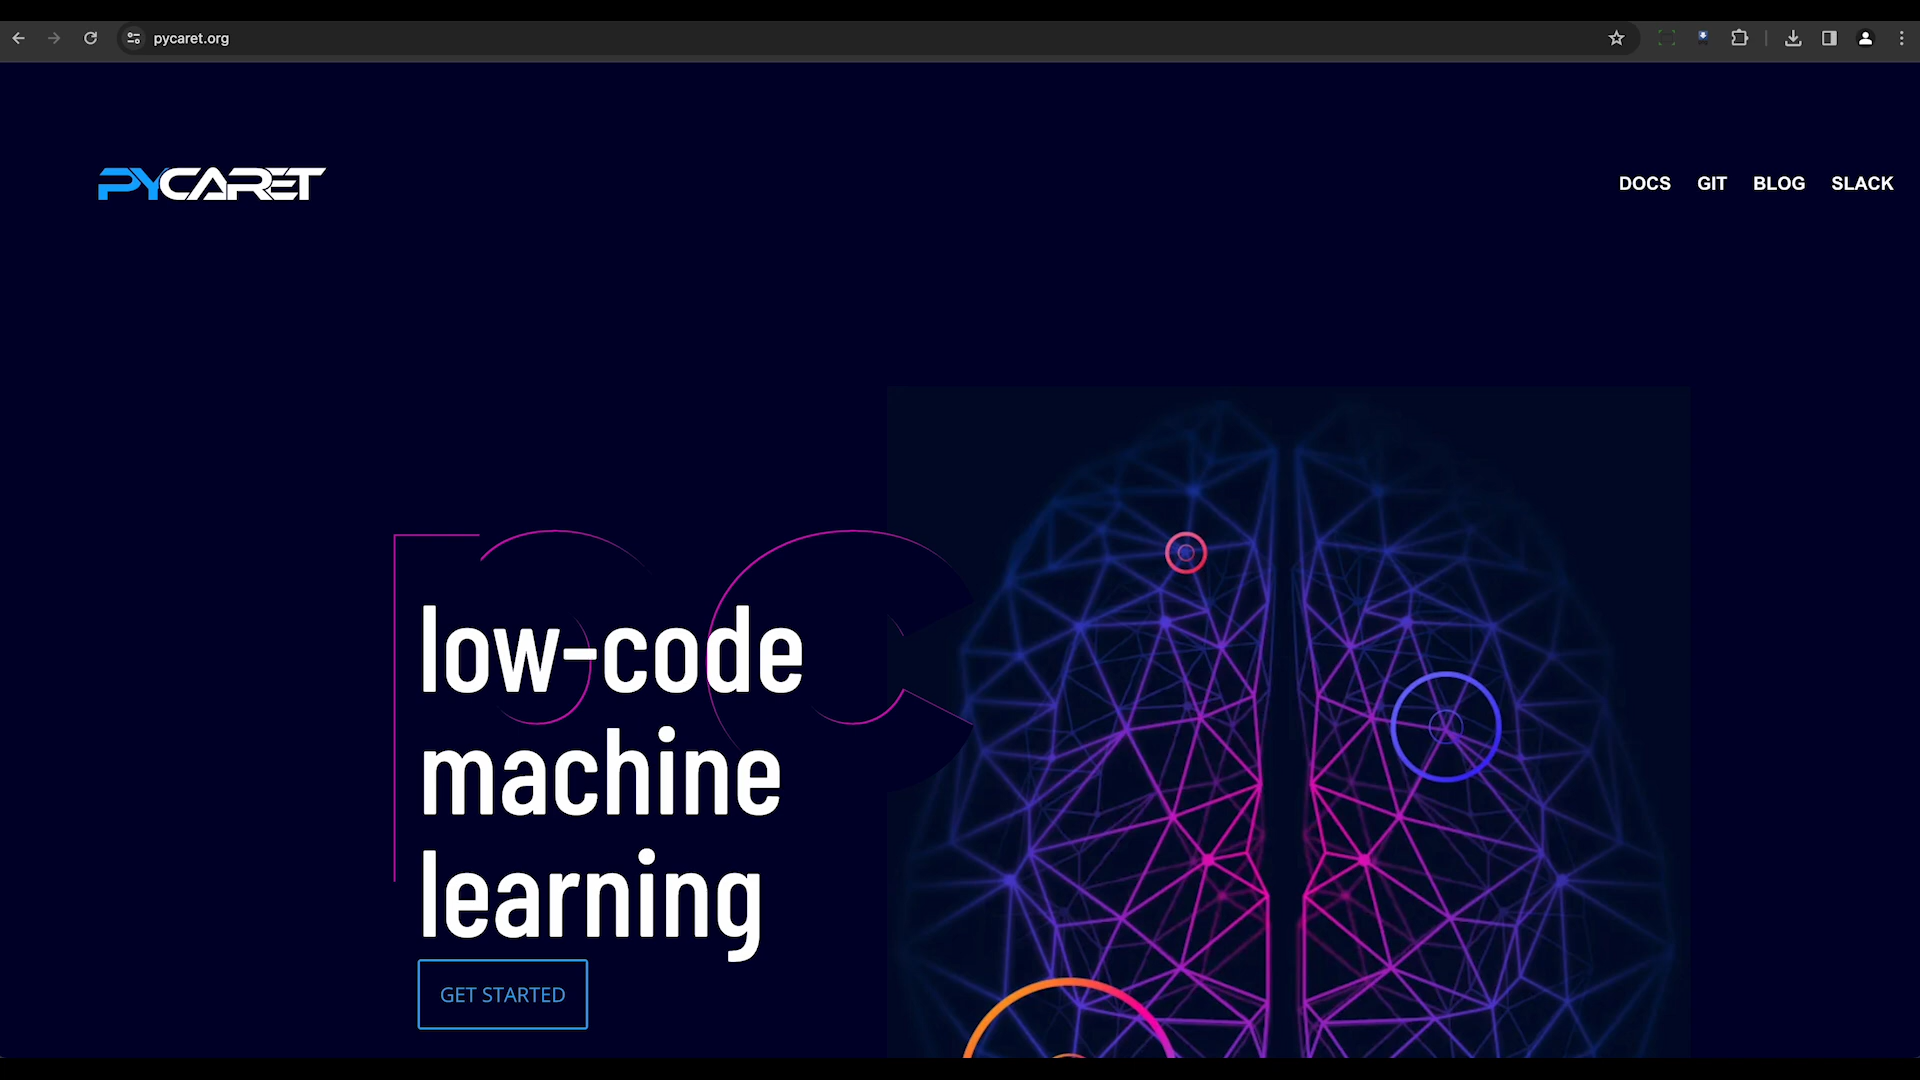 pycaret.org
PYCARET
DOCS GIT BLOG SLACK
low-code
machine
learning
GET STARTED